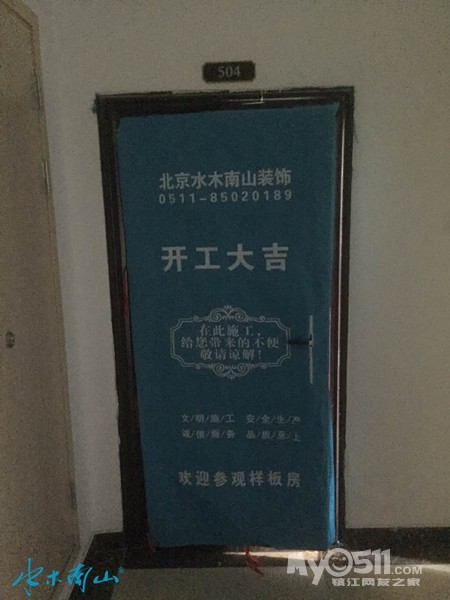 504
北京水木南山装饰
0511-85020189
开工大吉
在此施工，
给您带来的不便
敬请谅解！
文/明/施/工 安/全/生/产
诚/信/服/务 品/质/至/上
欢迎参观样板房
水木南山
MY0511.COM
镇江网友之家